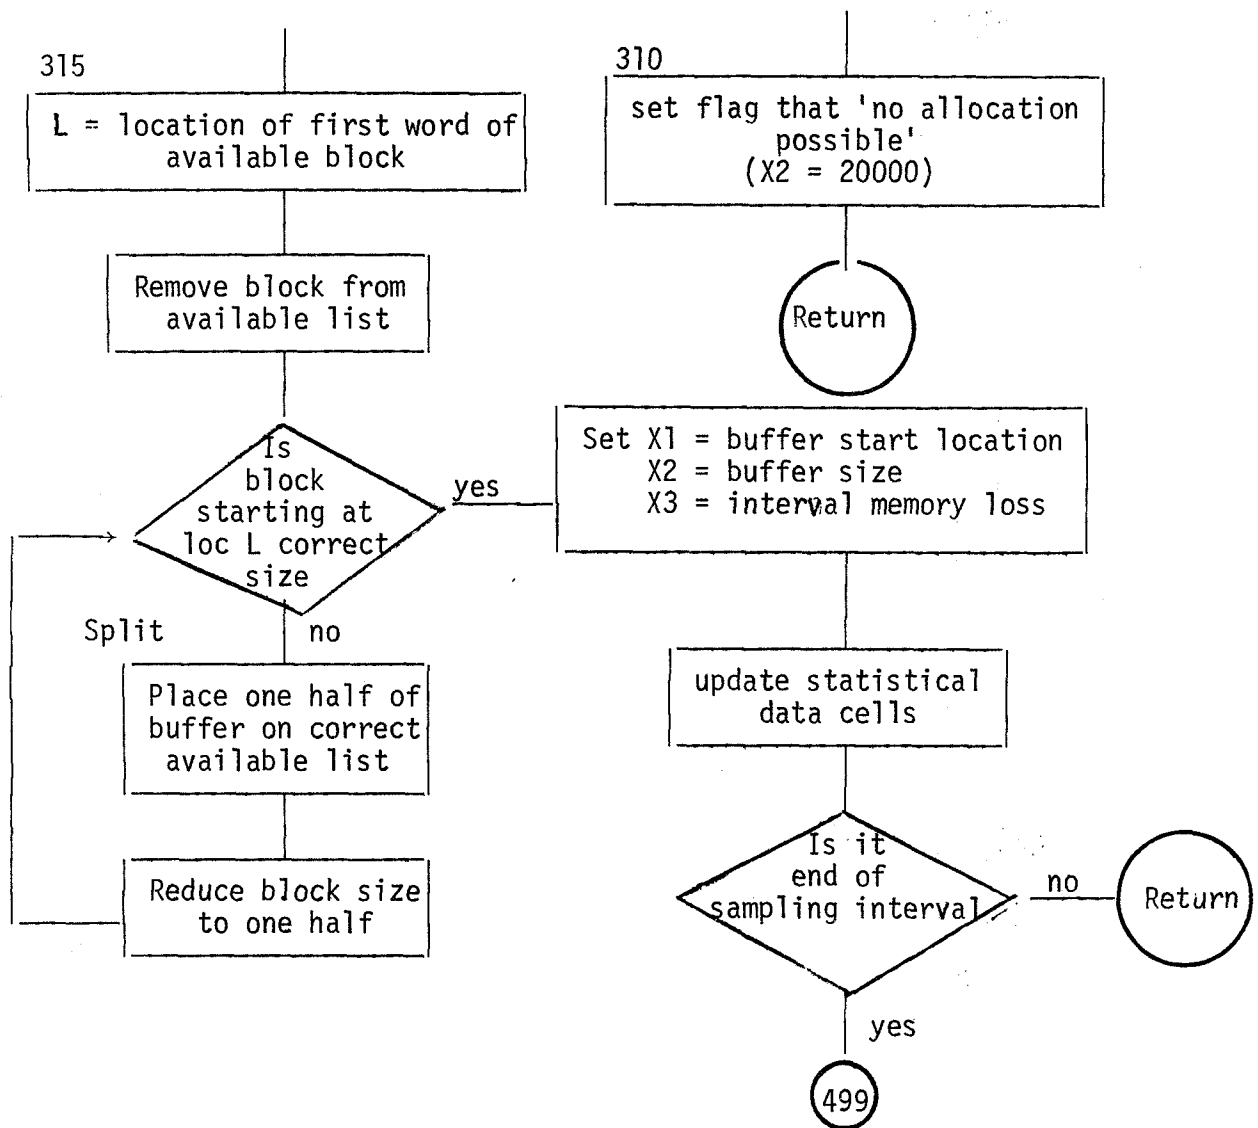 315
L = location of first word of
available block
Remove block from
available list
Is
block
starting at
loc L correct
size
yes
Split
no
Place one half of
buffer on correct
available list
Reduce block size
to one half
310
set flag that 'no allocation
possible'
(X2 = 20000)
Return
Set X1 = buffer start location
X2 = buffer size
X3 = interval memory loss
update statistical
data cells
Is it
end of
sampling interval
no
Return
yes
499